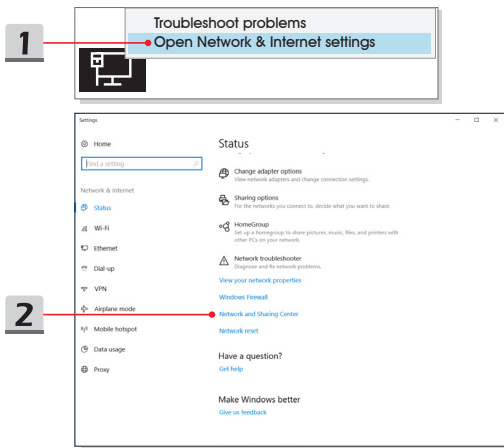 1
Troubleshoot problems
Open Network & Internet settings
Settings
Home
Status
Find a setting
Change adapter options
View network adapters and change connection settings.
Network & Internet
Sharing options
For the networks you connect to, decide what you want to share.
Status
HomeGroup
Set up a homegroup to share pictures, music, files, and printers with
other PCs on your network.
Wi-Fi
Ethernet
Network troubleshooter
Diagnose and fix network problems.
Dial-up
View your network properties
VPN
Windows Firewall
Airplane mode
2
Network and Sharing Center
Mobile hotspot
Network reset
Data usage
Have a question?
Proxy
Get help
Make Windows better
Give us feedback